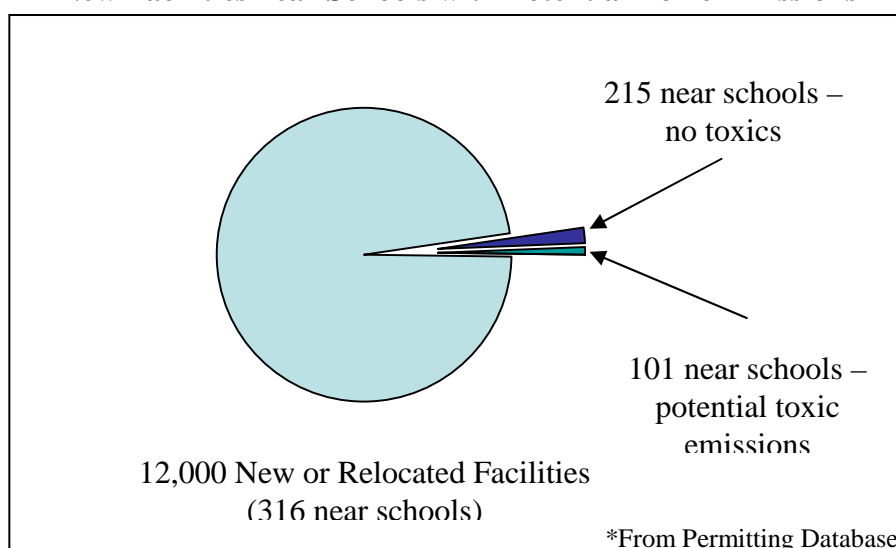 215 near schools –
no toxics
101 near schools –
potential toxic
emissions
12,000 New or Relocated Facilities
(316 near schools)
*From Permitting Database